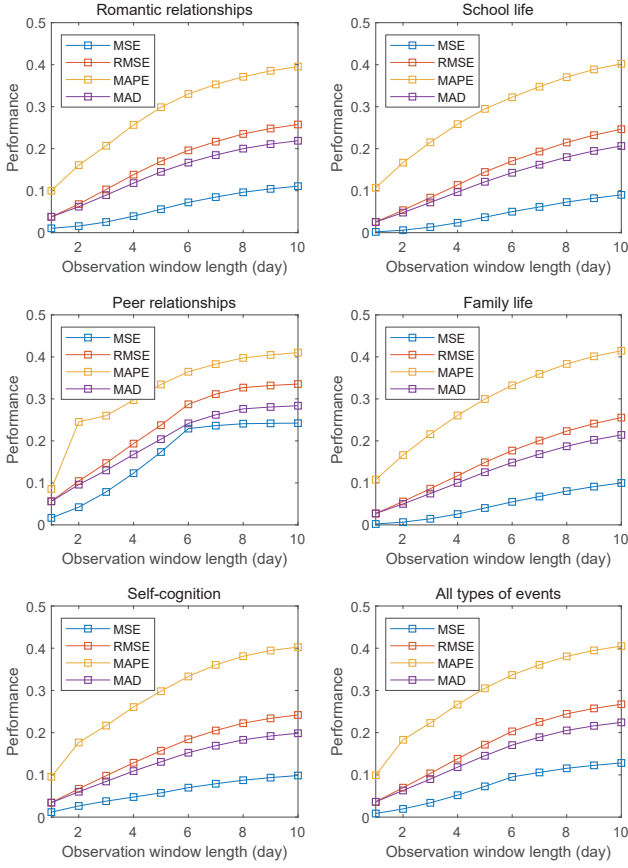 Romantic relationships
0.5
0.4
0.3
0.2
0.1
0
Performance
MSE
RMSE
MAPE
MAD
2 4 6 8 10
Observation window length (day)
School life
0.5
0.4
0.3
0.2
0.1
0
Performance
MSE
RMSE
MAPE
MAD
2 4 6 8 10
Observation window length (day)
Peer relationships
0.5
0.4
0.3
0.2
0.1
0
Performance
MSE
RMSE
MAPE
MAD
2 4 6 8 10
Observation window length (day)
Family life
0.5
0.4
0.3
0.2
0.1
0
Performance
MSE
RMSE
MAPE
MAD
2 4 6 8 10
Observation window length (day)
Self-cognition
0.5
0.4
0.3
0.2
0.1
0
Performance
MSE
RMSE
MAPE
MAD
2 4 6 8 10
Observation window length (day)
All types of events
0.5
0.4
0.3
0.2
0.1
0
Performance
MSE
RMSE
MAPE
MAD
2 4 6 8 10
Observation window length (day)